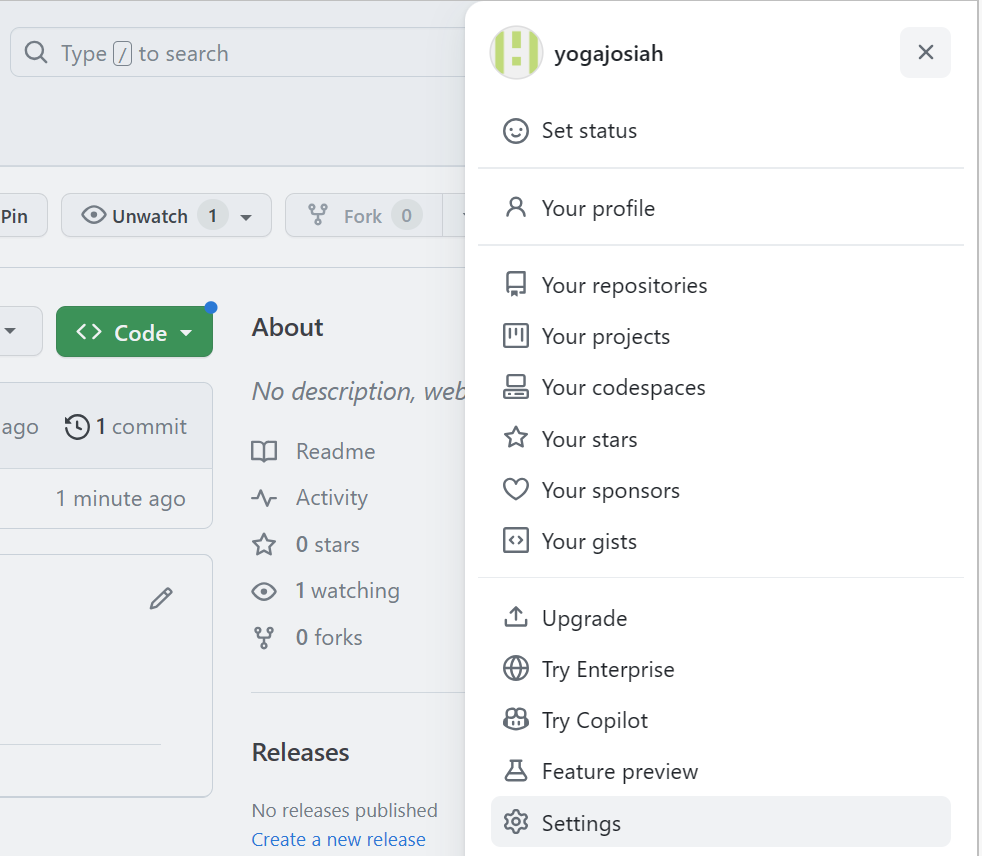 Type / to search
Pin
Unwatch 1
Fork 0
Code
About
No description, web
ago
1 commit
1 minute ago
Readme
Activity
0 stars
1 watching
0 forks
Releases
No releases published
Create a new release
yogajosiah
Set status
Your profile
Your repositories
Your projects
Your codespaces
Your stars
Your sponsors
Your gists
Upgrade
Try Enterprise
Try Copilot
Feature preview
Settings